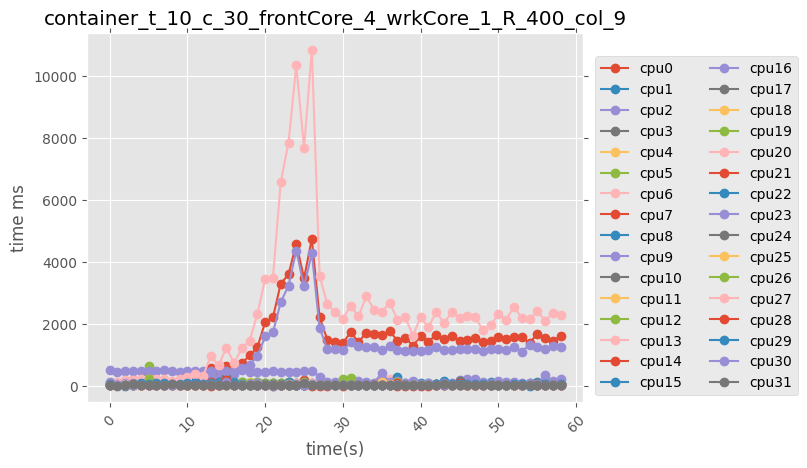 container_t_10_c_30_frontCore_4_wrkCore_1_R_400_col_9
time ms
10000
8000
6000
4000
2000
0
0
10
20
30
40
50
60
time(s)
cpu0
cpu1
cpu2
cpu3
cpu4
cpu5
cpu6
cpu7
cpu8
cpu9
cpu10
cpu11
cpu12
cpu13
cpu14
cpu15
cpu16
cpu17
cpu18
cpu19
cpu20
cpu21
cpu22
cpu23
cpu24
cpu25
cpu26
cpu27
cpu28
cpu29
cpu30
cpu31